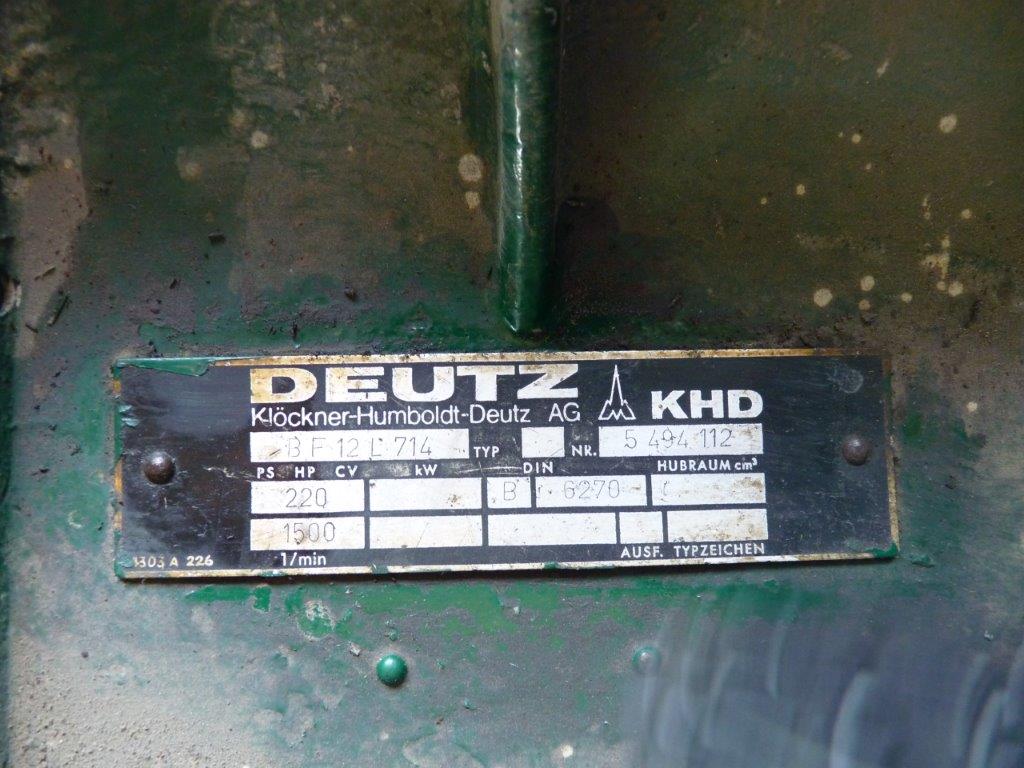 DEUTZ
Klöckner-Humboldt-Deutz AG KHD
B F 12 L 714 TYP NR. 5 494 112
PS HP CV kW DIN HUBRAUM cm³
220 B 6270
1500
1303 A 226 1/min AUSF. TYPZEICHEN